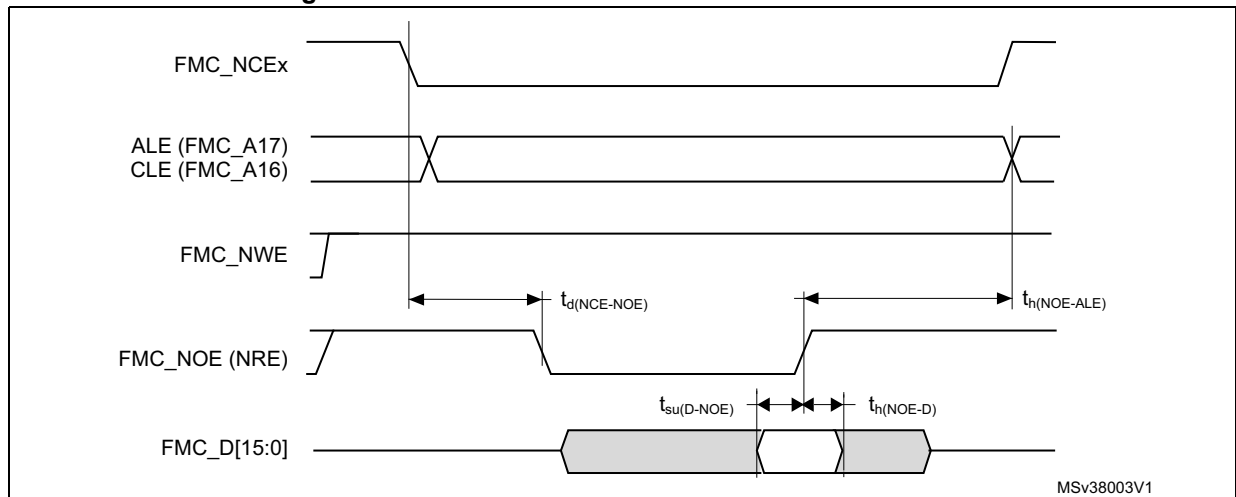 g
FMC_NCEx
ALE (FMC_A17)
CLE (FMC_A16)
FMC_NWE
td(NCE-NOE)
th(NOE-ALE)
FMC_NOE (NRE)
tsu(D-NOE)
th(NOE-D)
FMC_D[15:0]
MSv38003V1